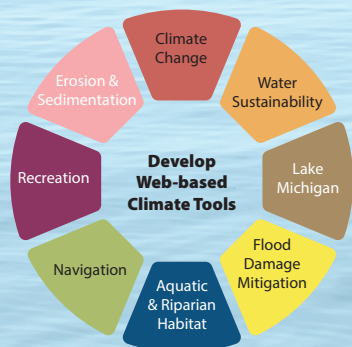 Climate
Change
Water
Sustainability
Lake
Michigan
Flood
Damage
Mitigation
Aquatic
& Riparian
Habitat
Navigation
Recreation
Erosion &
Sedimentation
Develop
Web-based
Climate Tools